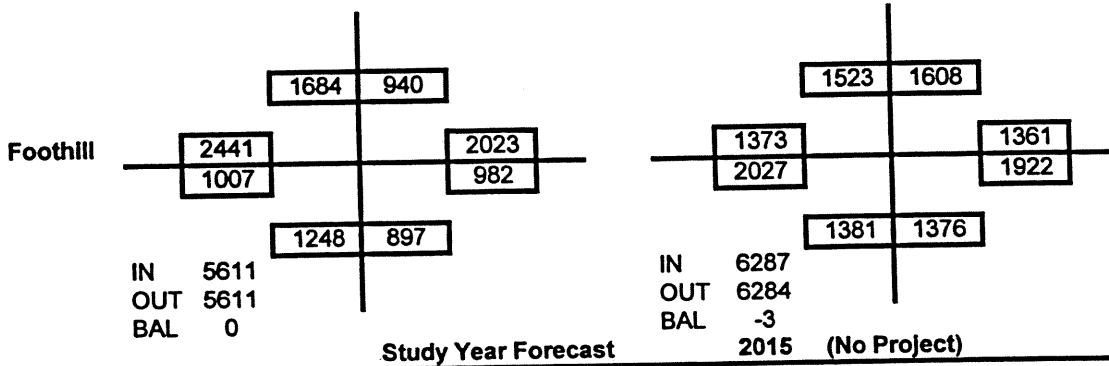 1684 940 1523 1608
Foothill 2441 2023 1373 1361
1007 982 2027 1922
1248 897 1381 1376
IN 5611 IN 6287
OUT 5611 OUT 6284
BAL 0 BAL -3
Study Year Forecast 2015 (No Project)